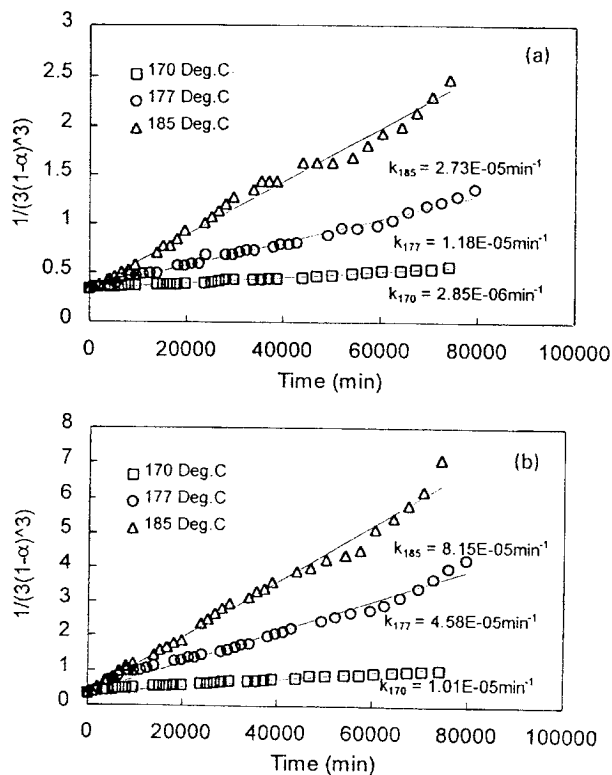 (a)
3
2.5
2
1.5
1
0.5
0
1/(3(1-α)^3)
170 Deg.C
177 Deg.C
185 Deg.C
k185 = 2.73E-05min-1
k177 = 1.18E-05min-1
k170 = 2.85E-06min-1
0 20000 40000 60000 80000 100000
Time (min)
(b)
8
7
6
5
4
3
2
1
0
1/(3(1-α)^3)
170 Deg.C
177 Deg.C
185 Deg.C
k185 = 8.15E-05min-1
k177 = 4.58E-05min-1
k170 = 1.01E-05min-1
0 20000 40000 60000 80000 100000
Time (min)